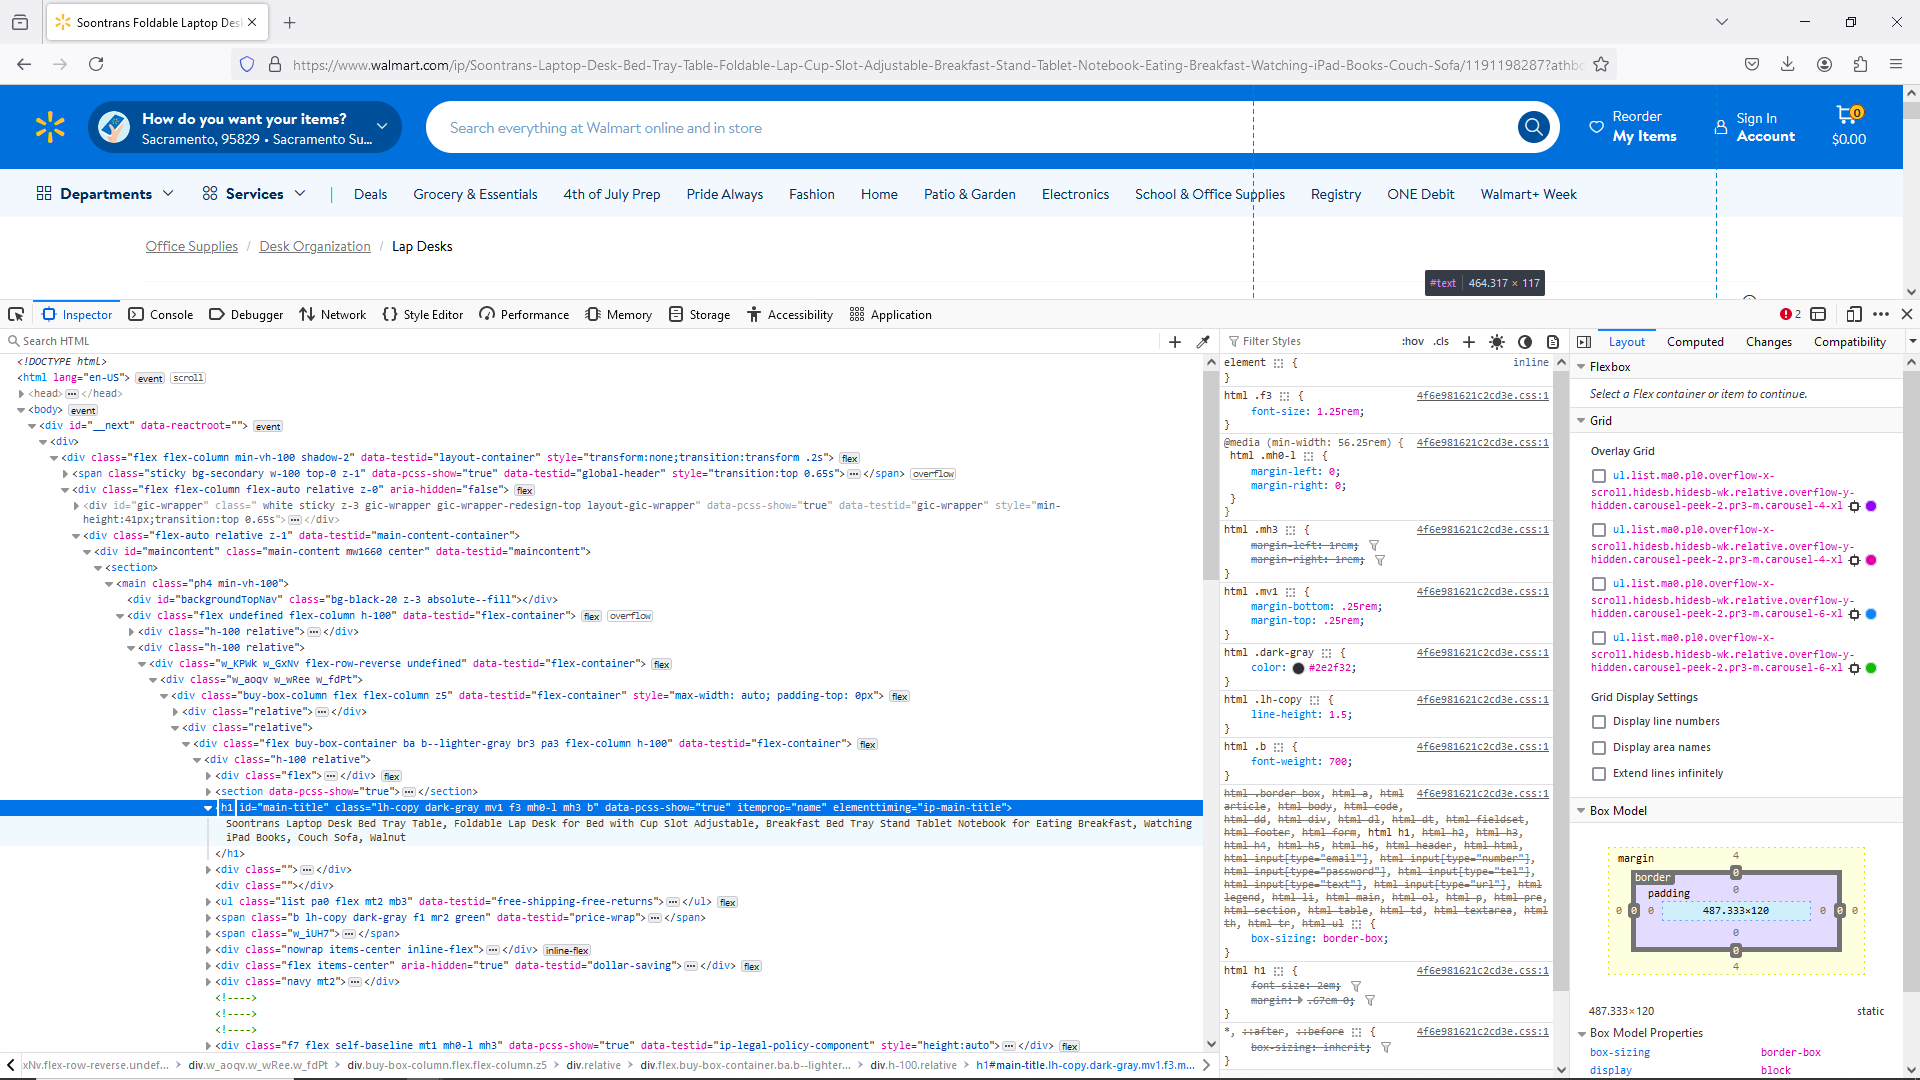 Soontrans Foldable Laptop Des
https://www.walmart.com/ip/Soontrans-Laptop-Desk-Bed-Tray-Table-Foldable-Lap-Cup-Slot-Adjustable-Breakfast-Stand-Tablet-Notebook-Eating-Breakfast-Watching-iPad-Books-Couch-Sofa/1191198287?athb
How do you want your items?
Sacramento, 95829 • Sacramento Su...
Search everything at Walmart online and in store
Reorder
My Items
Sign In
Account
0
$0.00
Departments Services Deals Grocery & Essentials 4th of July Prep Pride Always Fashion Home Patio & Garden Electronics School & Office Supplies Registry ONE Debit Walmart+ Week
Office Supplies / Desk Organization / Lap Desks
#text 464.317 × 117
Inspector Console Debugger Network Style Editor Performance Memory Storage Accessibility Application 2
Search HTML
<!DOCTYPE html>
<html lang="en-US"> event scroll
<head> ••• </head>
<body> event
<div id="__next" data-reactroot=""> event
<div>
<div class="flex flex-column min-vh-100 shadow-2" data-testid="layout-container" style="transform:none;transition:transform .2s"> flex
<span class="sticky bg-secondary w-100 top-0 z-1" data-pcss-show="true" data-testid="global-header" style="transition:top 0.65s"> ••• </span> overflow
<div class="flex flex-column flex-auto relative z-0" aria-hidden="false"> flex
<div id="gic-wrapper" class=" white sticky z-3 gic-wrapper gic-wrapper-redesign-top layout-gic-wrapper" data-pcss-show="true" data-testid="gic-wrapper" style="min-
height:41px;transition:top 0.65s"> ••• </div>
<div class="flex-auto relative z-1" data-testid="main-content-container">
<div id="maincontent" class="main-content mw1660 center" data-testid="maincontent">
<section>
<main class="ph4 min-vh-100">
<div id="backgroundTopNav" class="bg-black-20 z-3 absolute--fill"></div>
<div class="flex undefined flex-column h-100" data-testid="flex-container"> flex overflow
<div class="h-100 relative"> ••• </div>
<div class="h-100 relative">
<div class="w_KPWk w_GxNv flex-row-reverse undefined" data-testid="flex-container"> flex
<div class="w_aoqv w_wRee w_fdPt">
<div class="buy-box-column flex flex-column z5" data-testid="flex-container" style="max-width: auto; padding-top: 0px"> flex
<div class="relative"> ••• </div>
<div class="relative">
<div class="flex buy-box-container ba b--lighter-gray br3 pa3 flex-column h-100" data-testid="flex-container"> flex
<div class="h-100 relative">
<div class="flex"> ••• </div> flex
<section data-pcss-show="true"> ••• </section>
<h1 id="main-title" class="lh-copy dark-gray mv1 f3 mh0-l mh3 b" data-pcss-show="true" itemprop="name" elementtiming="ip-main-title">
Soontrans Laptop Desk Bed Tray Table, Foldable Lap Desk for Bed with Cup Slot Adjustable, Breakfast Bed Tray Stand Tablet Notebook for Eating Breakfast, Watching
iPad Books, Couch Sofa, Walnut
</h1>
<div class=""> ••• </div>
<div class=""></div>
<ul class="list pa0 flex mt2 mb3" data-testid="free-shipping-free-returns"> ••• </ul> flex
<span class="b lh-copy dark-gray f1 mr2 green" data-testid="price-wrap"> ••• </span>
<span class="w_iUH7"> ••• </span>
<div class="nowrap items-center inline-flex"> ••• </div> inline-flex
<div class="flex items-center" aria-hidden="true" data-testid="dollar-saving"> ••• </div> flex
<div class="navy mt2"> ••• </div>
<!---->
<!---->
<!---->
<div class="f7 flex self-baseline mt1 mh0-l mh3" data-pcss-show="true" data-testid="ip-legal-policy-component" style="height:auto"> ••• </div> flex
xNv.flex-row-reverse.undef... div.w_aoqv.w_wRee.w_fdPt div.buy-box-column.flex.flex-column.z5 div.relative div.flex.buy-box-container.ba.b--lighter-... div.h-100.relative h1#main-title.lh-copy.dark-gray.mv1.f3.m...
Filter Styles :hov .cls
element { inline
}
html .f3 { 4f6e981621c2cd3e.css:1
font-size: 1.25rem;
}
@media (min-width: 56.25rem) { 4f6e981621c2cd3e.css:1
html .mh0-l {
margin-left: 0;
margin-right: 0;
}
}
html .mh3 { 4f6e981621c2cd3e.css:1
margin-left: 1rem;
margin-right: 1rem;
}
html .mv1 { 4f6e981621c2cd3e.css:1
margin-bottom: .25rem;
margin-top: .25rem;
}
html .dark-gray { 4f6e981621c2cd3e.css:1
color: #2e2f32;
}
html .lh-copy { 4f6e981621c2cd3e.css:1
line-height: 1.5;
}
html .b { 4f6e981621c2cd3e.css:1
font-weight: 700;
}
html .border-box, html a, html 4f6e981621c2cd3e.css:1
article, html body, html code,
html dd, html div, html dl, html dt, html fieldset,
html footer, html form, html h1, html h2, html h3,
html h4, html h5, html h6, html header, html html,
html input[type="email"], html input[type="number"],
html input[type="password"], html input[type="tel"],
html input[type="text"], html input[type="url"], html
legend, html li, html main, html ol, html p, html pre,
html section, html table, html td, html textarea, html
th, html tr, html ul {
box-sizing: border-box;
}
html h1 { 4f6e981621c2cd3e.css:1
font-size: 2em;
margin: .67em 0;
}
*, ::after, ::before { 4f6e981621c2cd3e.css:1
box-sizing: inherit;
}
Layout Computed Changes Compatibility
Flexbox
Select a Flex container or item to continue.
Grid
Overlay Grid
ul.list.ma0.pl0.overflow-x-
scroll.hidesb.hidesb-wk.relative.overflow-y-
hidden.carousel-peek-2.pr3-m.carousel-4-xl
ul.list.ma0.pl0.overflow-x-
scroll.hidesb.hidesb-wk.relative.overflow-y-
hidden.carousel-peek-2.pr3-m.carousel-4-xl
ul.list.ma0.pl0.overflow-x-
scroll.hidesb.hidesb-wk.relative.overflow-y-
hidden.carousel-peek-2.pr3-m.carousel-6-xl
ul.list.ma0.pl0.overflow-x-
scroll.hidesb.hidesb-wk.relative.overflow-y-
hidden.carousel-peek-2.pr3-m.carousel-6-xl
Grid Display Settings
Display line numbers
Display area names
Extend lines infinitely
Box Model
margin 4
border 0
padding 0
0 0 0 487.333×120 0 0 0
0
0
4
487.333×120 static
Box Model Properties
box-sizing border-box
display block